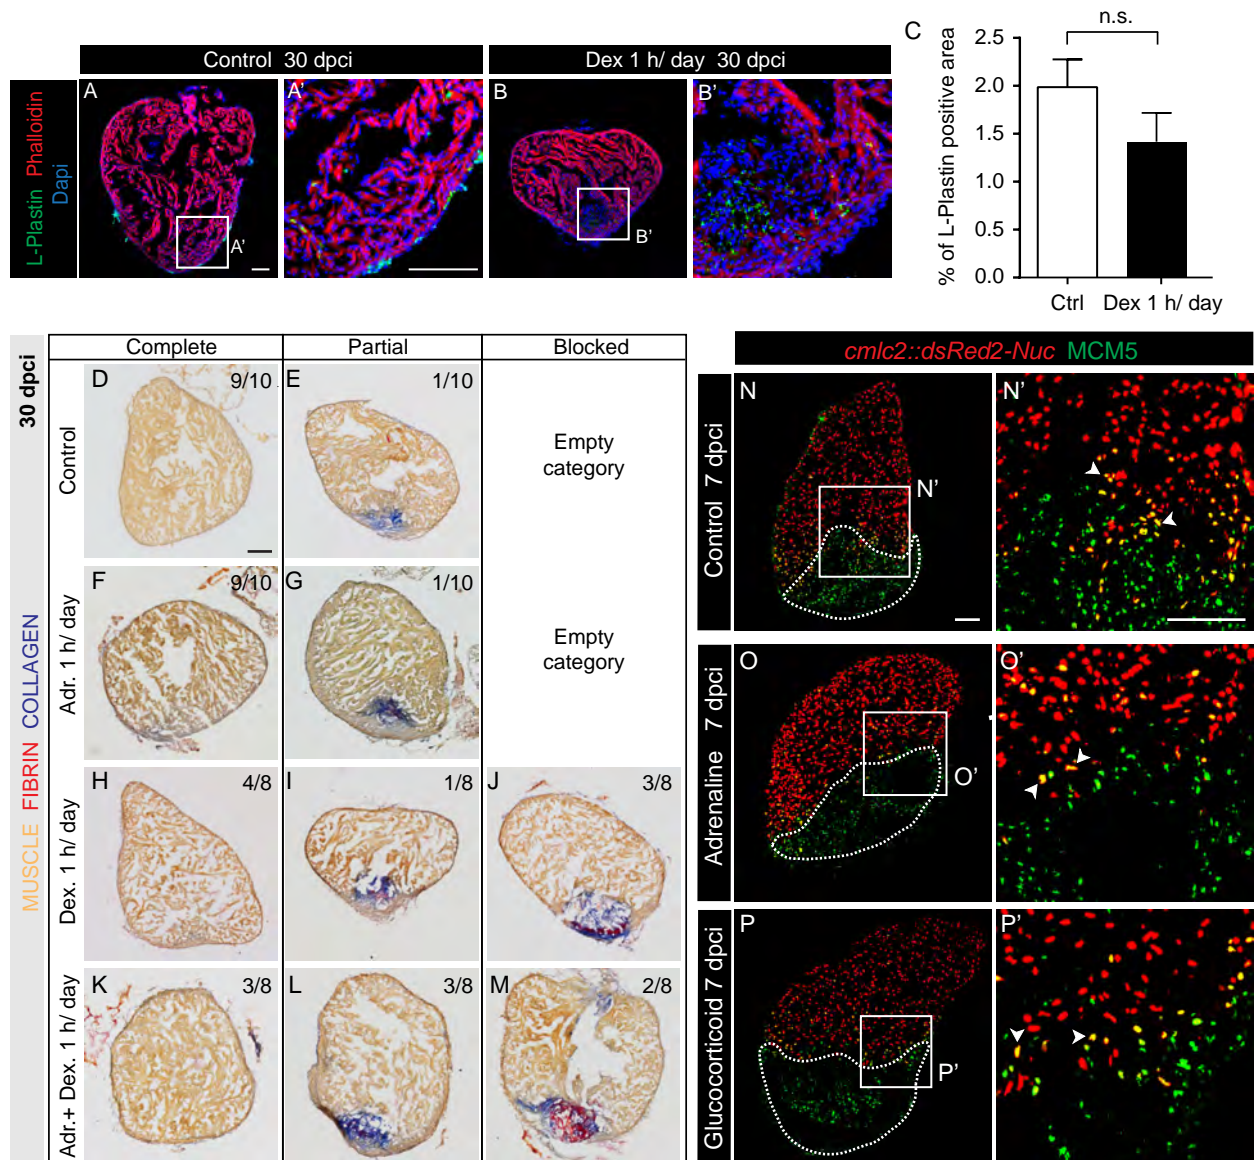 Control 30 dpci
Dex 1 h/ day 30 dpci
L-Plastin Phalloidin
Dapi
A
A'
A'
B
B'
B'
C
n.s.
% of L-Plastin positive area
2.5
2.0
1.5
1.0
0.5
0.0
Ctrl
Dex 1 h/ day
30 dpci
MUSCLE FIBRIN COLLAGEN
Complete
Partial
Blocked
Control
D
9/10
E
1/10
Empty
category
Adr. 1 h/ day
F
9/10
G
1/10
Empty
category
Dex. 1 h/ day
H
4/8
I
1/8
J
3/8
Adr.+ Dex. 1 h/ day
K
3/8
L
3/8
M
2/8
cmlc2::dsRed2-Nuc MCM5
Control 7 dpci
N
N'
N'
Adrenaline 7 dpci
O
O'
O'
Glucocorticoid 7 dpci
P
P'
P'